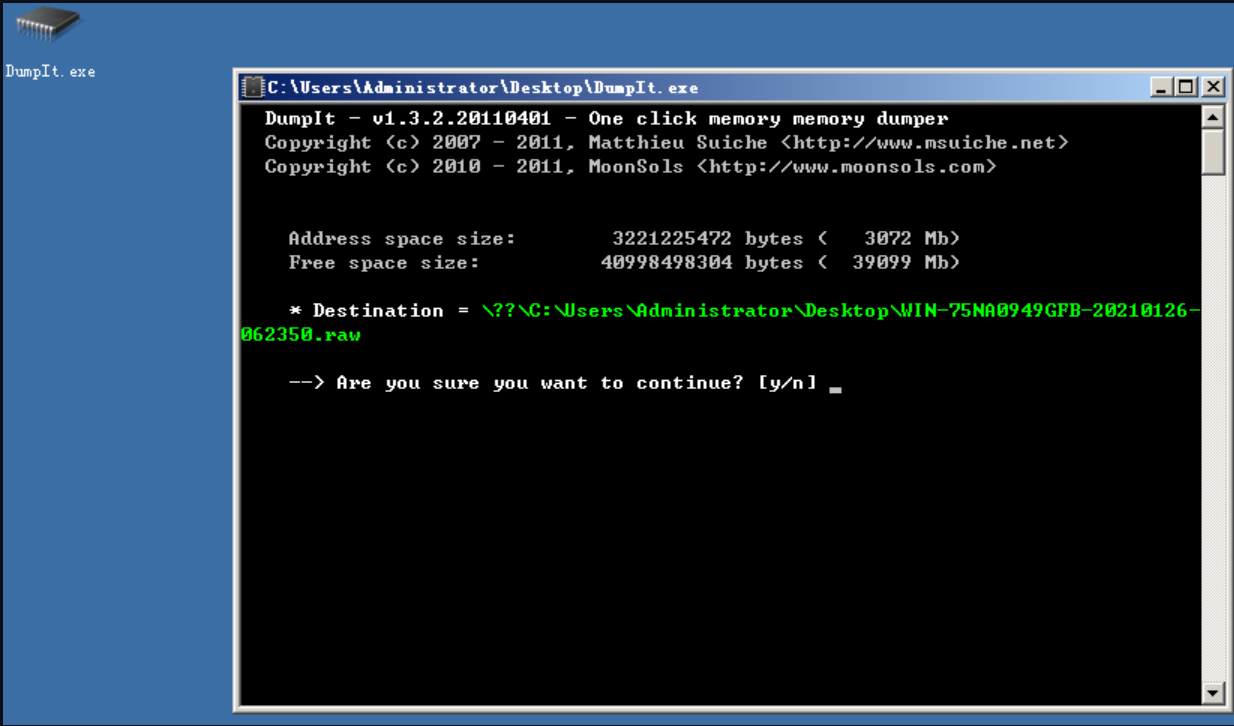 DumpIt.exe
C:\Users\Administrator\Desktop\DumpIt.exe
DumpIt - v1.3.2.20110401 - One click memory memory dumper
Copyright (c) 2007 - 2011, Matthieu Suiche <http://www.msuiche.net>
Copyright (c) 2010 - 2011, MoonSols <http://www.moonsols.com>
Address space size: 3221225472 bytes ( 3072 Mb)
Free space size: 40998498304 bytes ( 39099 Mb)
* Destination = \??\C:\Users\Administrator\Desktop\WIN-75NA0949GFB-20210126-
062350.raw
--> Are you sure you want to continue? [y/n] _